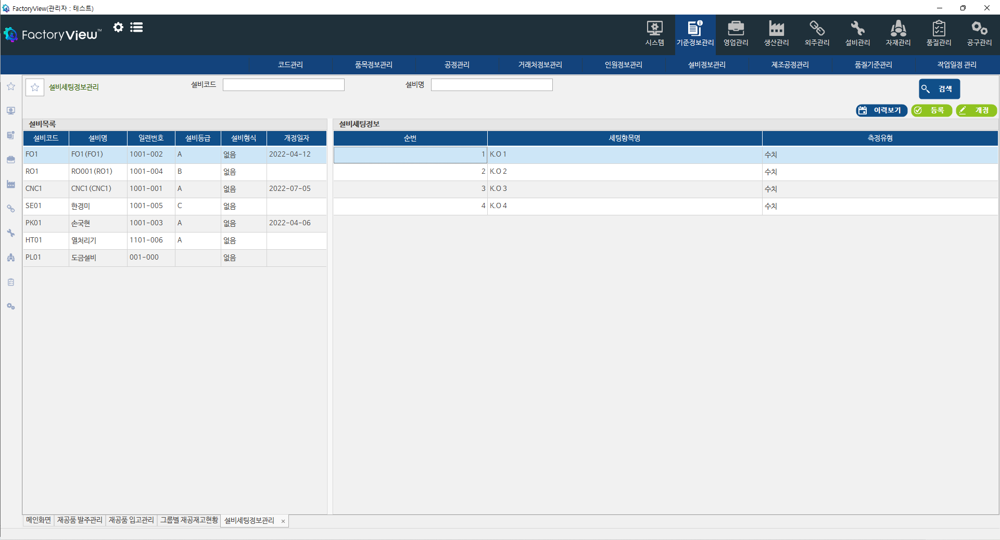 FactoryView(관리자 : 테스트)
FactoryView™
시스템 기준정보관리 영업관리 생산관리 외주관리 설비관리 자재관리 품질관리 공구관리
코드관리 품목정보관리 공정관리 거래처정보관리 인원정보관리 설비정보관리 제조공정관리 품질기준관리 작업일정 관리
설비세팅정보관리 설비코드 설비명 검색
이력보기 등록 개정
설비목록 설비세팅정보
설비코드 설비명 일련번호 설비등급 설비형식 개정일자 순번 세팅항목명 측정유형
FO1 FO1(FO1) 1001-002 A 없음 2022-04-12 1 K.O 1 수치
RO1 RO001(RO1) 1001-004 B 없음 2 K.O 2 수치
CNC1 CNC1(CNC1) 1001-001 A 없음 2022-07-05 3 K.O 3 수치
SE01 한경미 1001-005 C 없음 4 K.O 4 수치
PK01 손국현 1001-003 A 없음 2022-04-06
HT01 열처리기 1101-006 A 없음
PL01 도금설비 001-000 없음
메인화면 재공품 발주관리 재공품 입고관리 그룹별 재공재고현황 설비세팅정보관리 ×